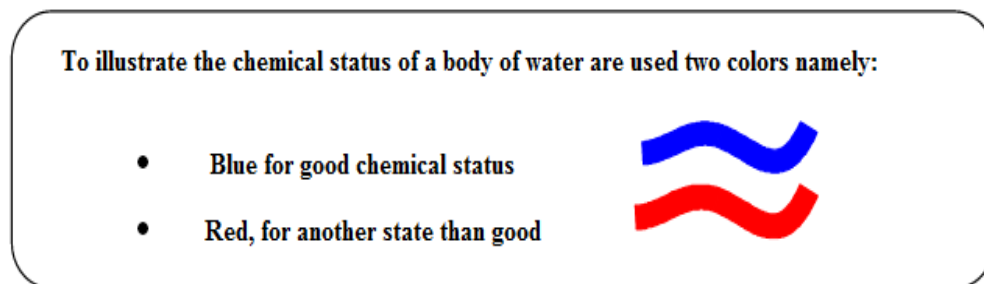 To illustrate the chemical status of a body of water are used two colors namely:
• Blue for good chemical status
• Red, for another state than good